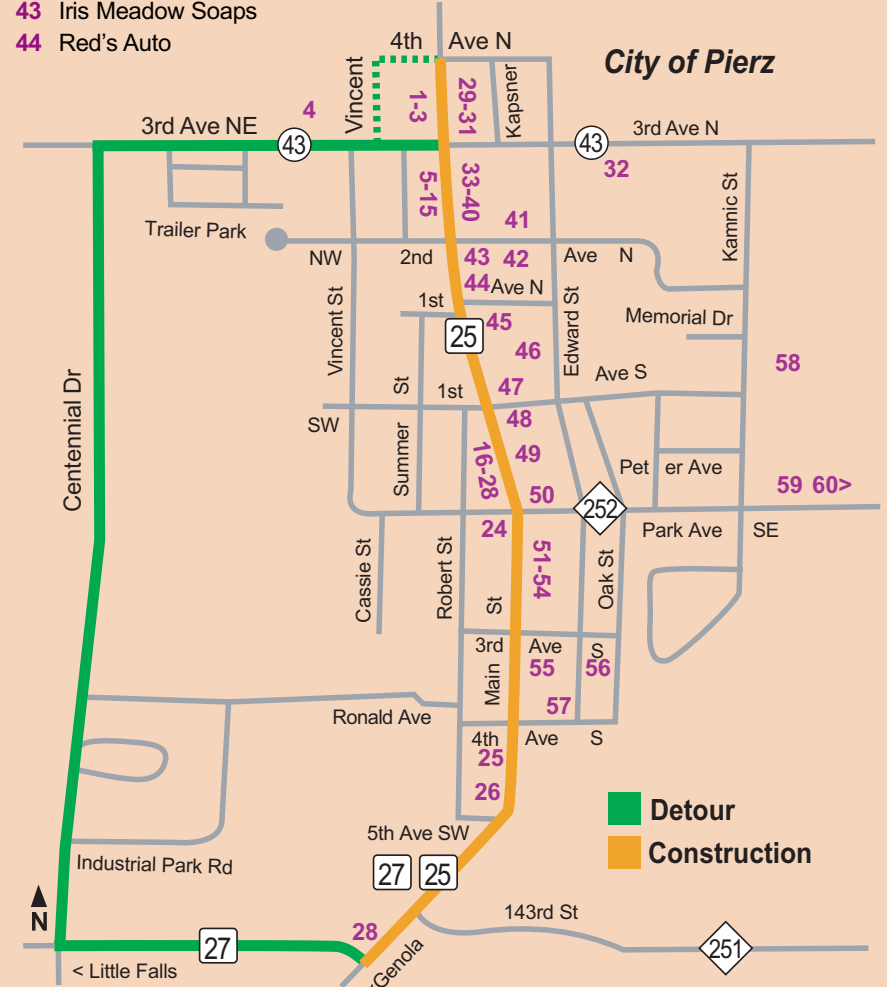 43 Iris Meadow Soaps
44 Red's Auto
4th Ave N
City of Pierz
Vincent
1-3
29-31
Kapsner
4
3rd Ave NE
43
43
3rd Ave N
32
5-15
33-40
41
Kamnic St
Trailer Park
NW
2nd
43 42
Ave N
44
Ave N
1st
45
25
Vincent St
Edward St
Memorial Dr
46
58
St
1st
47
Ave S
SW
48
Centennial Dr
Summer
16-28
49
Pet er Ave
50
59 60>
252
24
Park Ave SE
Cassie St
Robert St
St
51-54
Oak St
3rd Ave S
Main
55
56
57
Ronald Ave
4th Ave S
25
26
Detour
5th Ave SW
Construction
Industrial Park Rd
27 25
N
28
143rd St
27
251
< Little Falls
Genola